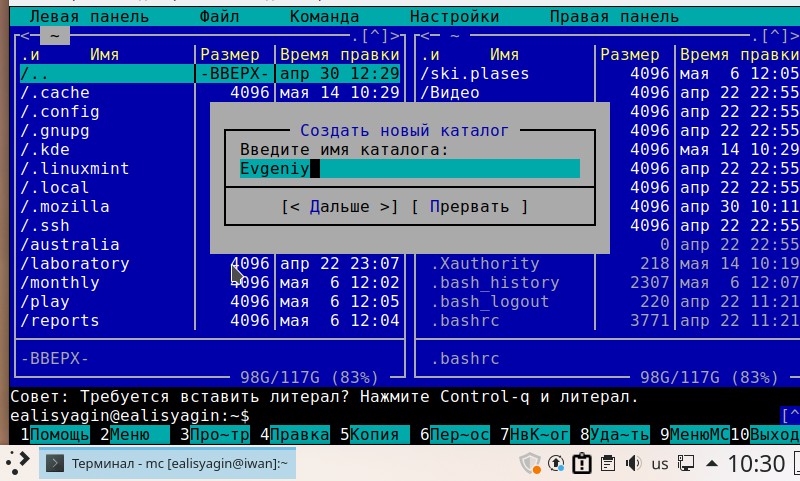 Левая панель Файл Команда Настройки Правая панель
<─ ~ .[^]> <─ ~ .[^]>
.и Имя Размер Время правки .и Имя Размер Время правки
/.. -ВВЕРХ- апр 30 12:29 /ski.plases 4096 мая 6 12:05
/.cache 4096 мая 14 10:29 /Видео 4096 апр 22 22:55
/.config 4096 апр 22 22:55
/.gnupg Создать новый каталог 4096 апр 22 22:55
/.kde Введите имя каталога: 4096 мая 14 10:29
/.linuxmint Evgeniy 4096 апр 22 22:55
/.local 4096 апр 22 22:55
/.mozilla [< Дальше >] [ Прервать ] 4096 апр 30 10:11
/.ssh 4096 апр 22 22:55
/australia 0 апр 22 22:55
/laboratory 4096 апр 22 23:07 .Xauthority 218 мая 14 10:19
/monthly 4096 мая 6 12:02 .bash_history 2307 мая 6 12:07
/play 4096 мая 6 12:05 .bash_logout 220 апр 22 11:21
/reports 4096 мая 6 12:04 .bashrc 3771 апр 22 11:21
-ВВЕРХ- .bashrc
98G/117G (83%) 98G/117G (83%)
Совет: Требуется вставить литерал? Нажмите Control-q и литерал.
ealisyagin@ealisyagin:~$ [^
1Помощь 2Меню 3Про~тр 4Правка 5Копия 6Пер~ос 7НвК~ог 8Уда~ть 9МенюМС10Выход
Терминал - mc [ealisyagin@iwan]:~ us 10:30